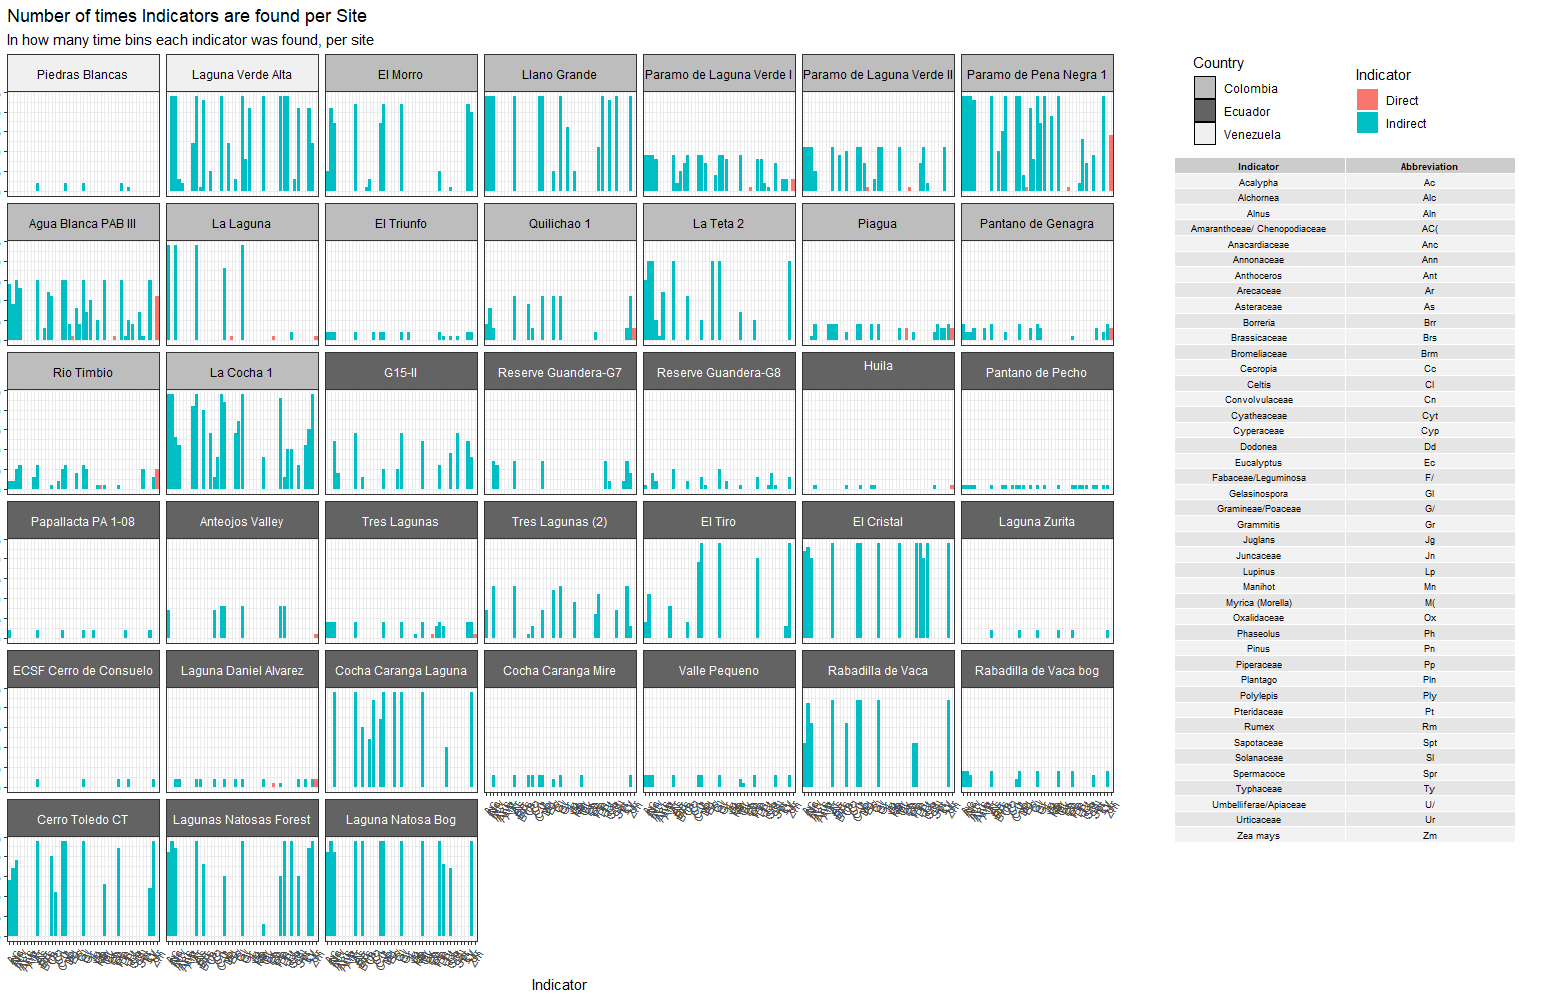 Number of times Indicators are found per Site
In how many time bins each indicator was found, per site
Piedras Blancas
Laguna Verde Alta
El Morro
Llano Grande
Paramo de Laguna Verde I
Paramo de Laguna Verde II
Paramo de Pena Negra 1
Agua Blanca PAB III
La Laguna
El Triunfo
Quilichao 1
La Teta 2
Piagua
Pantano de Genagra
Rio Timbio
La Cocha 1
G15-II
Reserve Guandera-G7
Reserve Guandera-G8
Huila
Pantano de Pecho
Papallacta PA 1-08
Anteojos Valley
Tres Lagunas
Tres Lagunas (2)
El Tiro
El Cristal
Laguna Zurita
ECSF Cerro de Consuelo
Laguna Daniel Alvarez
Cocha Caranga Laguna
Cocha Caranga Mire
Valle Pequeno
Rabadilla de Vaca
Rabadilla de Vaca bog
Cerro Toledo CT
Lagunas Natosas Forest
Laguna Natosa Bog
Indicator
Country
Colombia
Ecuador
Venezuela
Indicator
Direct
Indirect
Indicator Abbreviation
Acalypha Ac
Alchornea Alc
Alnus Aln
Amaranthceae/ Chenopodiaceae AC(
Anacardiaceae Anc
Annonaceae Ann
Anthoceros Ant
Arecaceae Ar
Asteraceae As
Borreria Brr
Brassicaceae Brs
Bromeliaceae Brm
Cecropia Cc
Celtis Cl
Convolvulaceae Cn
Cyatheaceae Cyt
Cyperaceae Cyp
Dodonea Dd
Eucalyptus Ec
Fabaceae/Leguminosa F/
Gelasinospora Gl
Gramineae/Poaceae G/
Grammitis Gr
Juglans Jg
Juncaceae Jn
Lupinus Lp
Manihot Mn
Myrica (Morella) M(
Oxalidaceae Ox
Phaseolus Ph
Pinus Pn
Piperaceae Pp
Plantago Pln
Polylepis Ply
Pteridaceae Pt
Rumex Rm
Sapotaceae Spt
Solanaceae Sl
Spermacoce Spr
Typhaceae Ty
Umbelliferae/Apiaceae U/
Urticaceae Ur
Zea mays Zm